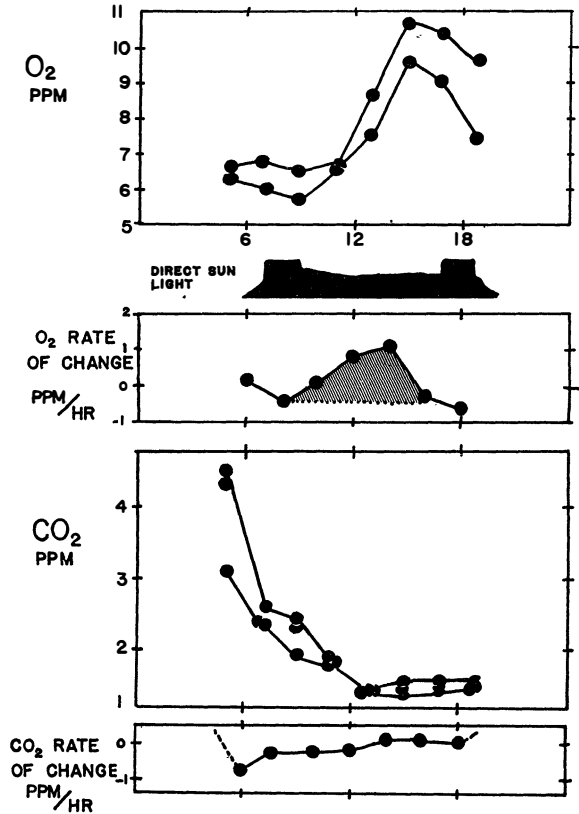 11
10
O2
PPM
9
8
7
6
5
6
12
18
DIRECT SUN
LIGHT
2
O2 RATE
OF CHANGE
PPM/HR
1
0
-1
CO2
PPM
4
3
2
1
CO2 RATE
OF CHANGE
PPM/HR
0
-1